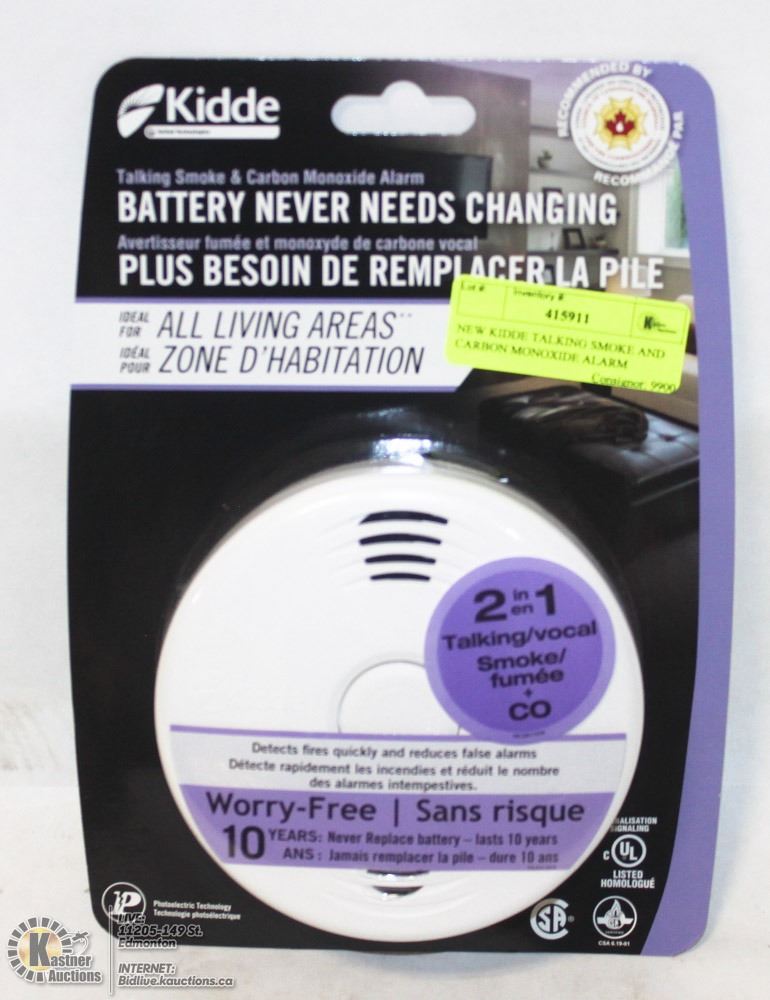 Kidde
RECOMMENDED BY
RECOMMANDÉ PAR
Talking Smoke & Carbon Monoxide Alarm
BATTERY NEVER NEEDS CHANGING
Avertisseur fumée et monoxyde de carbone vocal
PLUS BESOIN DE REMPLACER LA PILE
IDEAL FOR ALL LIVING AREAS
IDÉAL POUR ZONE D'HABITATION
Lot #: Inventory #
415911
NEW KIDDE TALKING SMOKE AND
CARBON MONOXIDE ALARM
Consignor: 9900
2 in en 1
Talking/vocal
Smoke/
fumée
+
CO
Detects fires quickly and reduces false alarms
Détecte rapidement les incendies et réduit le nombre
des alarmes intempestives.
Worry-Free | Sans risque
10 YEARS: Never Replace battery – lasts 10 years
ANS : Jamais remplacer la pile – dure 10 ans
ALISATION
SIGNALING
C UL
LISTED
HOMOLOGUÉ
Photoelectric Technology
Technologie photoélectrique
CSA 6.19-01
LIVE:
11205-149 St.
Edmonton
Kastner
Auctions
INTERNET:
Bidlive.kauctions.ca